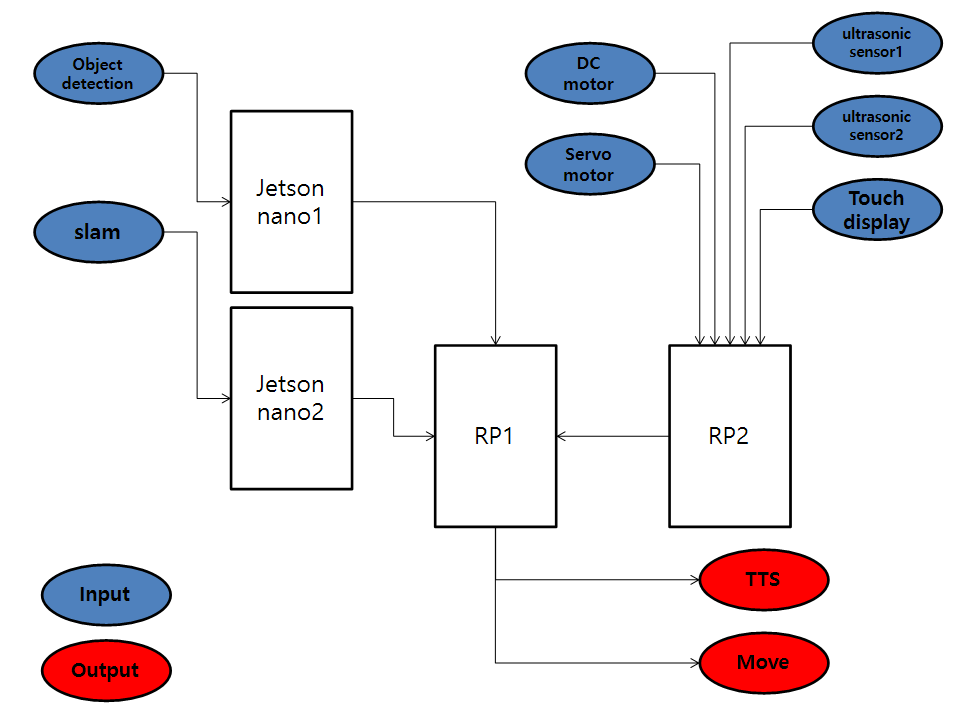 Object
detection
DC
motor
ultrasonic
sensor1
ultrasonic
sensor2
Servo
motor
Touch
display
slam
Jetson
nano1
Jetson
nano2
RP1
RP2
Input
Output
TTS
Move